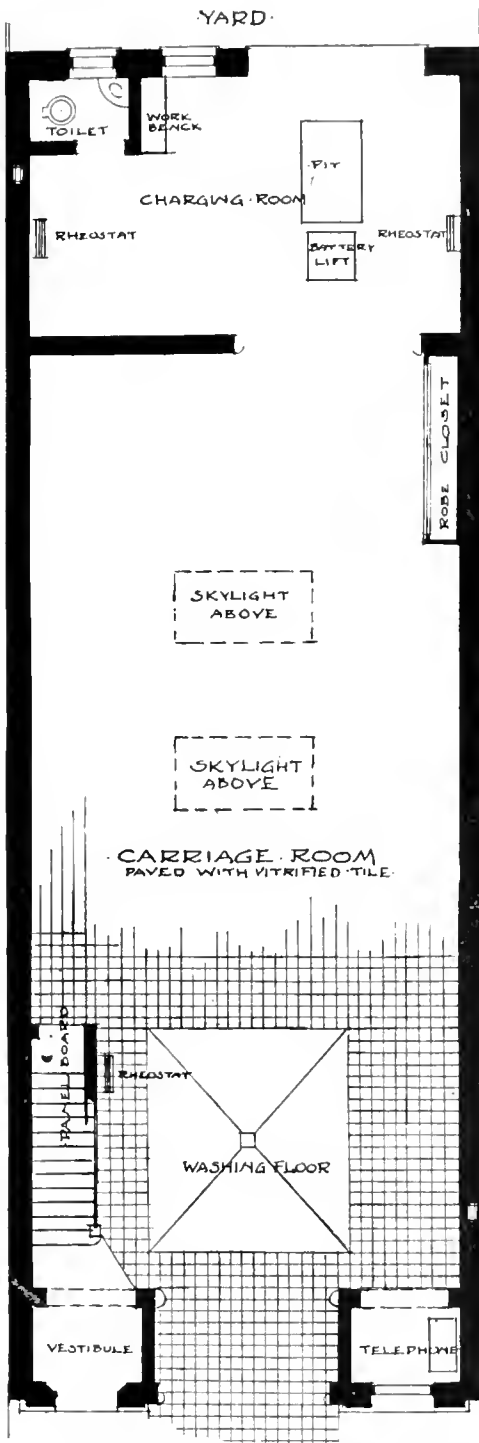 ·YARD·
TOILET
WORK
BENCH
PIT
CHARGING·ROOM
RHEOSTAT
RHEOSTAT
BATTERY
LIFT
ROBE CLOSET
SKYLIGHT
ABOVE
SKYLIGHT
ABOVE
·CARRIAGE·ROOM
PAVED WITH VITRIFIED·TILE·
PANEL BOARD
RHEOSTAT
WASHING FLOOR
VESTIBULE
TELEPHONE